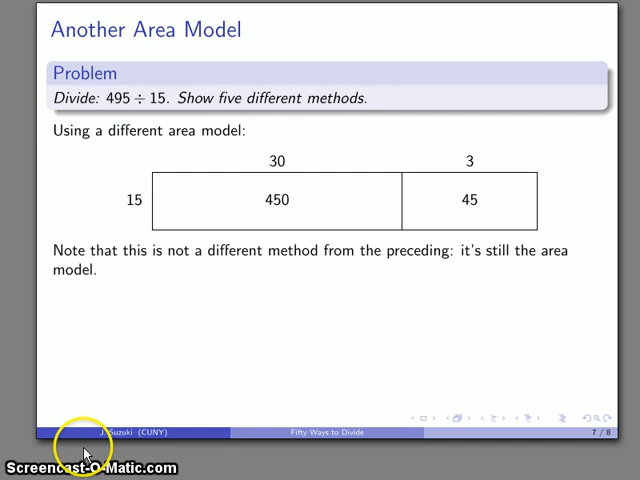 Another Area Model
Problem
Divide: 495 ÷ 15. Show five different methods.
Using a different area model:
30 3
15 450 45
Note that this is not a different method from the preceding: it's still the area
model.
J. Suzuki (CUNY) Fifty Ways to Divide 7 / 8
Screencast-O-Matic.com